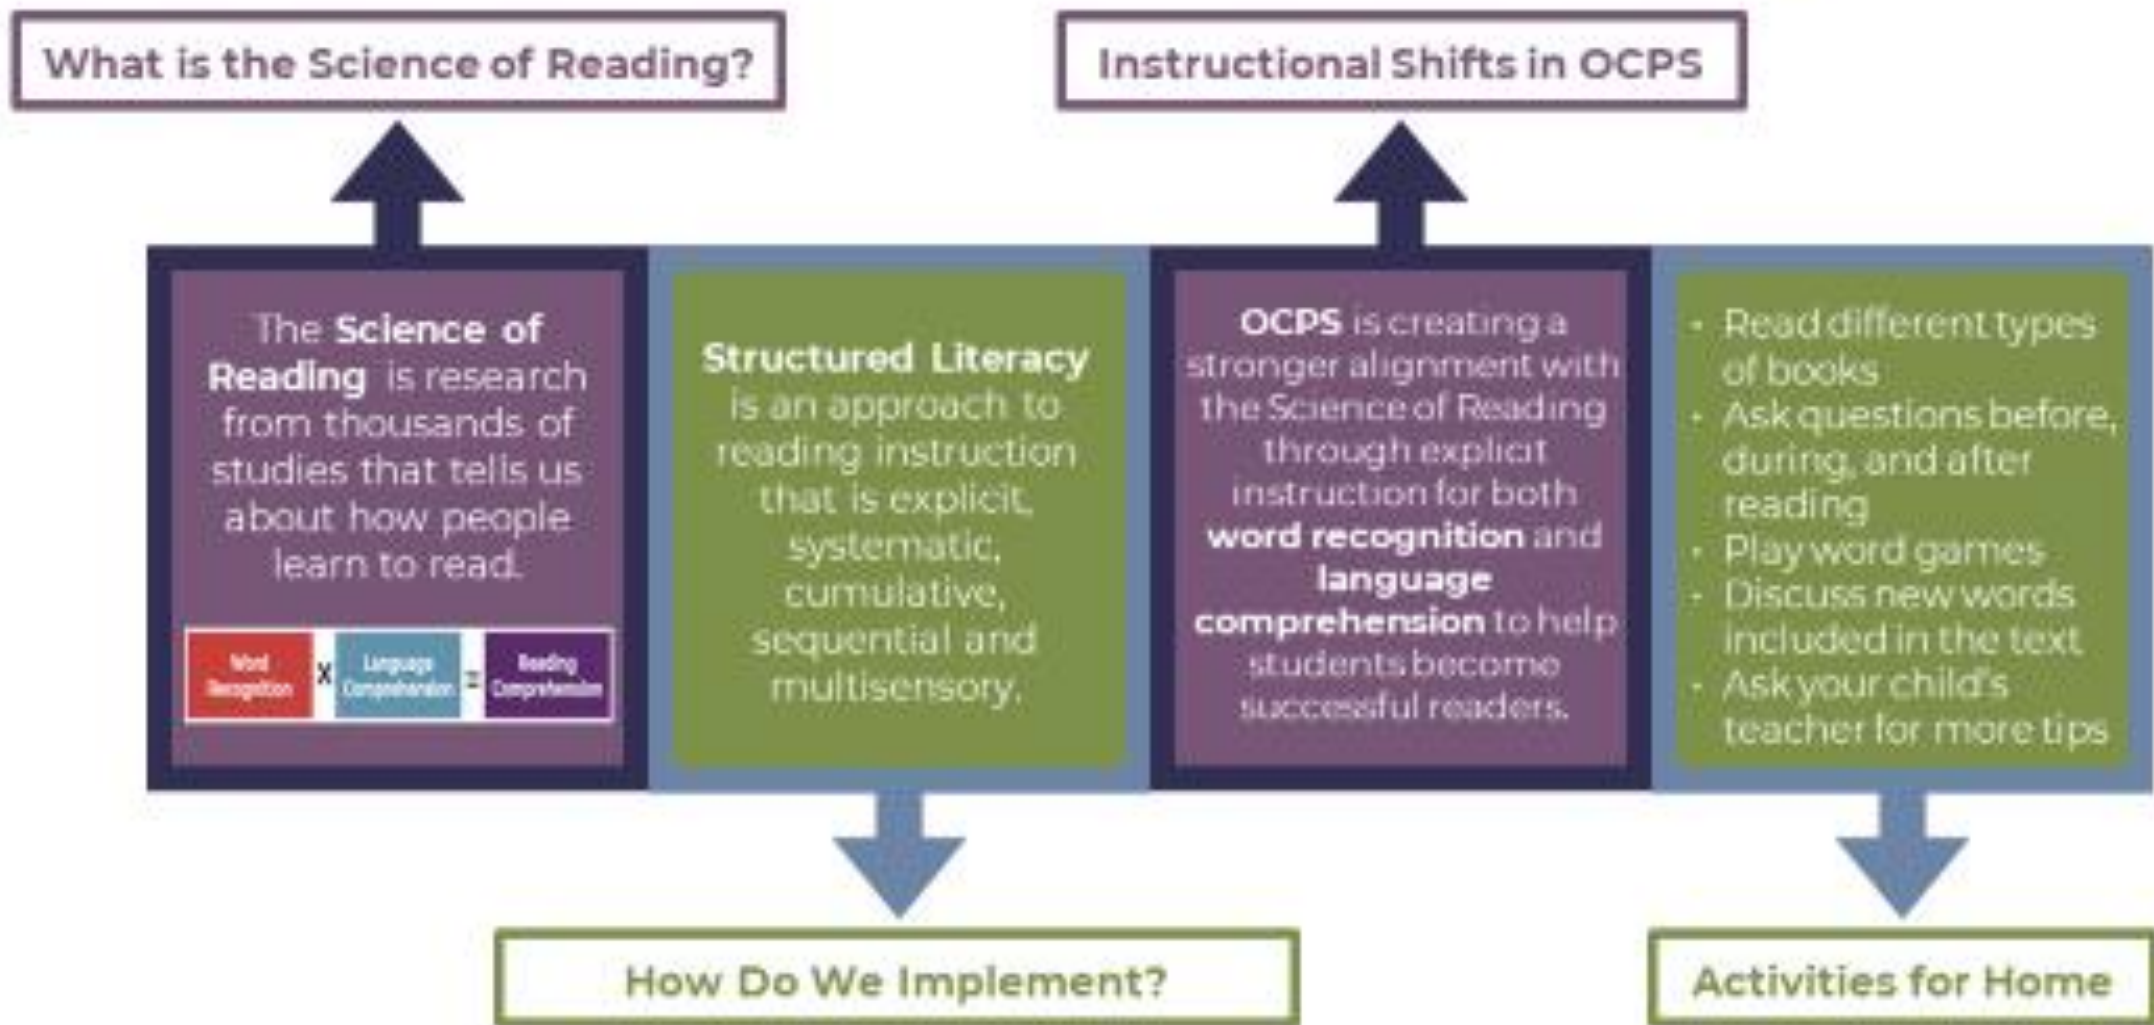 What is the Science of Reading?
Instructional Shifts in OCPS
The Science of
Reading is research
from thousands of
studies that tells us
about how people
learn to read.
Word
Recognition
X
Language
Comprehension
=
Reading
Comprehension
Structured Literacy
is an approach to
reading instruction
that is explicit,
systematic,
cumulative,
sequential and
multisensory.
OCPS is creating a
stronger alignment with
the Science of Reading
through explicit
instruction for both
word recognition and
language
comprehension to help
students become
successful readers.
• Read different types
of books
• Ask questions before,
during, and after
reading
• Play word games
• Discuss new words
included in the text
• Ask your child's
teacher for more tips
How Do We Implement?
Activities for Home